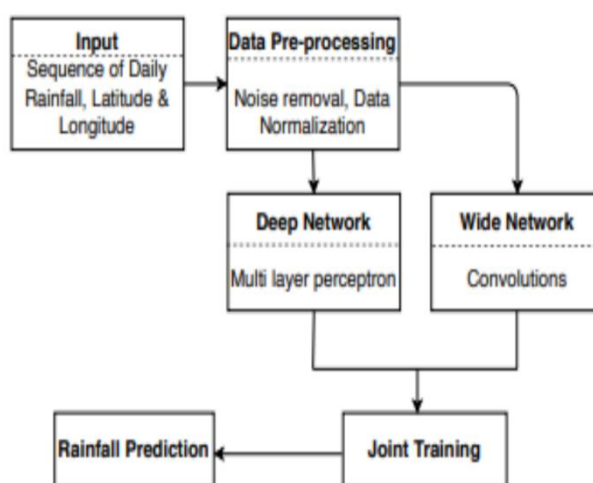 Input
Sequence of Daily
Rainfall, Latitude &
Longitude
Data Pre-processing
Noise removal, Data
Normalization
Deep Network
Multi layer perceptron
Wide Network
Convolutions
Rainfall Prediction
Joint Training